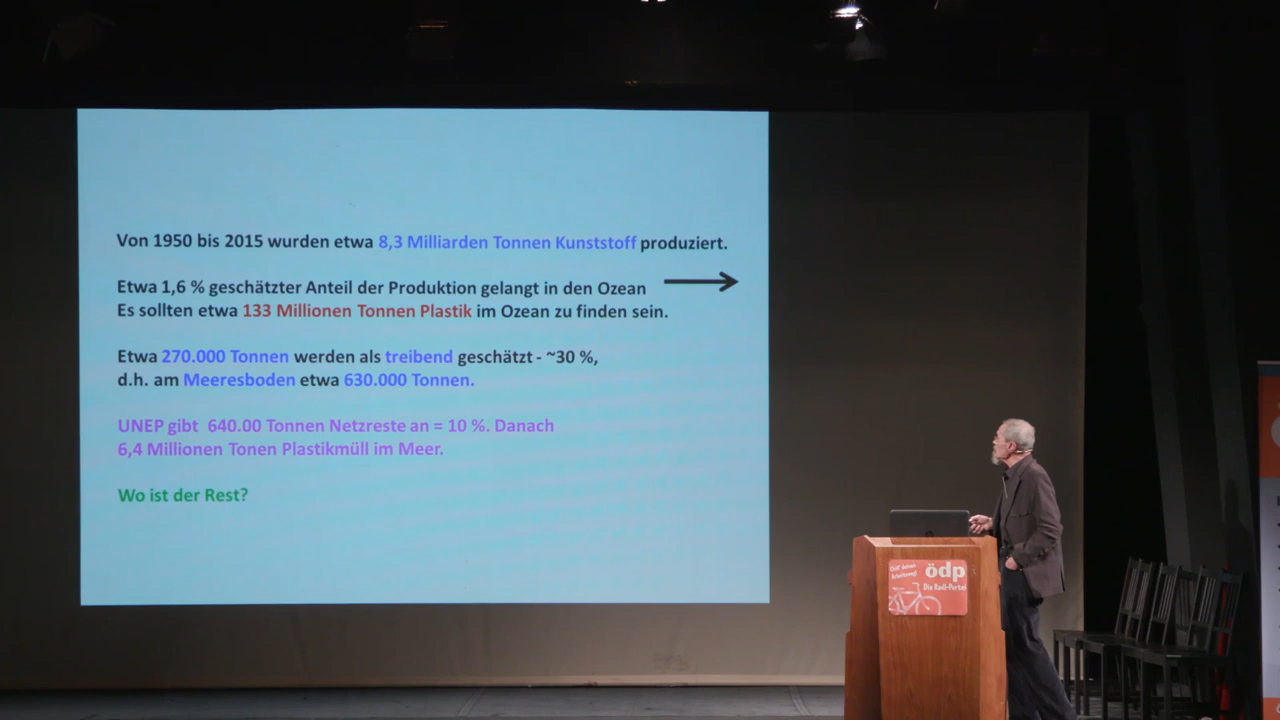 Von 1950 bis 2015 wurden etwa 8,3 Milliarden Tonnen Kunststoff produziert.
Etwa 1,6 % geschätzter Anteil der Produktion gelangt in den Ozean
Es sollten etwa 133 Millionen Tonnen Plastik im Ozean zu finden sein.
Etwa 270.000 Tonnen werden als treibend geschätzt - ~30 %,
d.h. am Meeresboden etwa 630.000 Tonnen.
UNEP gibt 640.00 Tonnen Netzreste an = 10 %. Danach
6,4 Millionen Tonen Plastikmüll im Meer.
Wo ist der Rest?
ödp
Die Radl-Partei